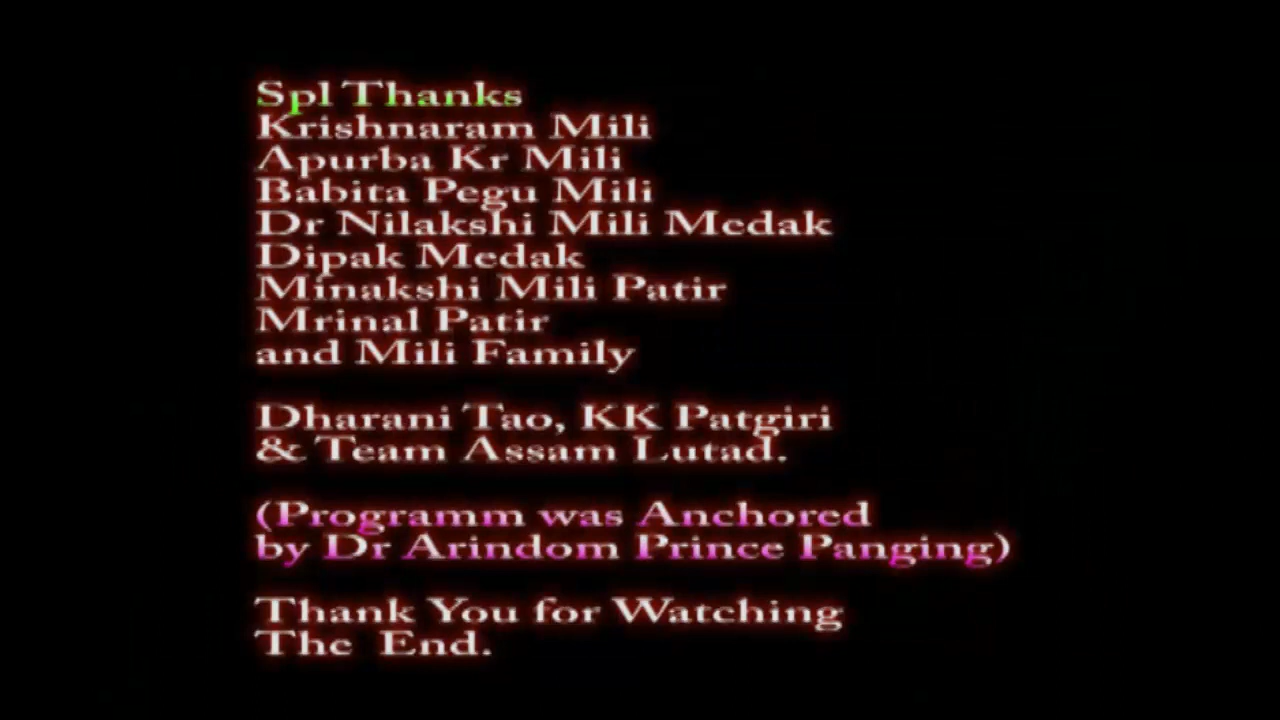 Spl Thanks
Krishnaram Mili
Apurba Kr Mili
Babita Pegu Mili
Dr Nilakshi Mili Medak
Dipak Medak
Minakshi Mili Patir
Mrinal Patir
and Mili Family
Dharani Tao, KK Patgiri
& Team Assam Lutad.
(Programm was Anchored
by Dr Arindom Prince Panging)
Thank You for Watching
The End.